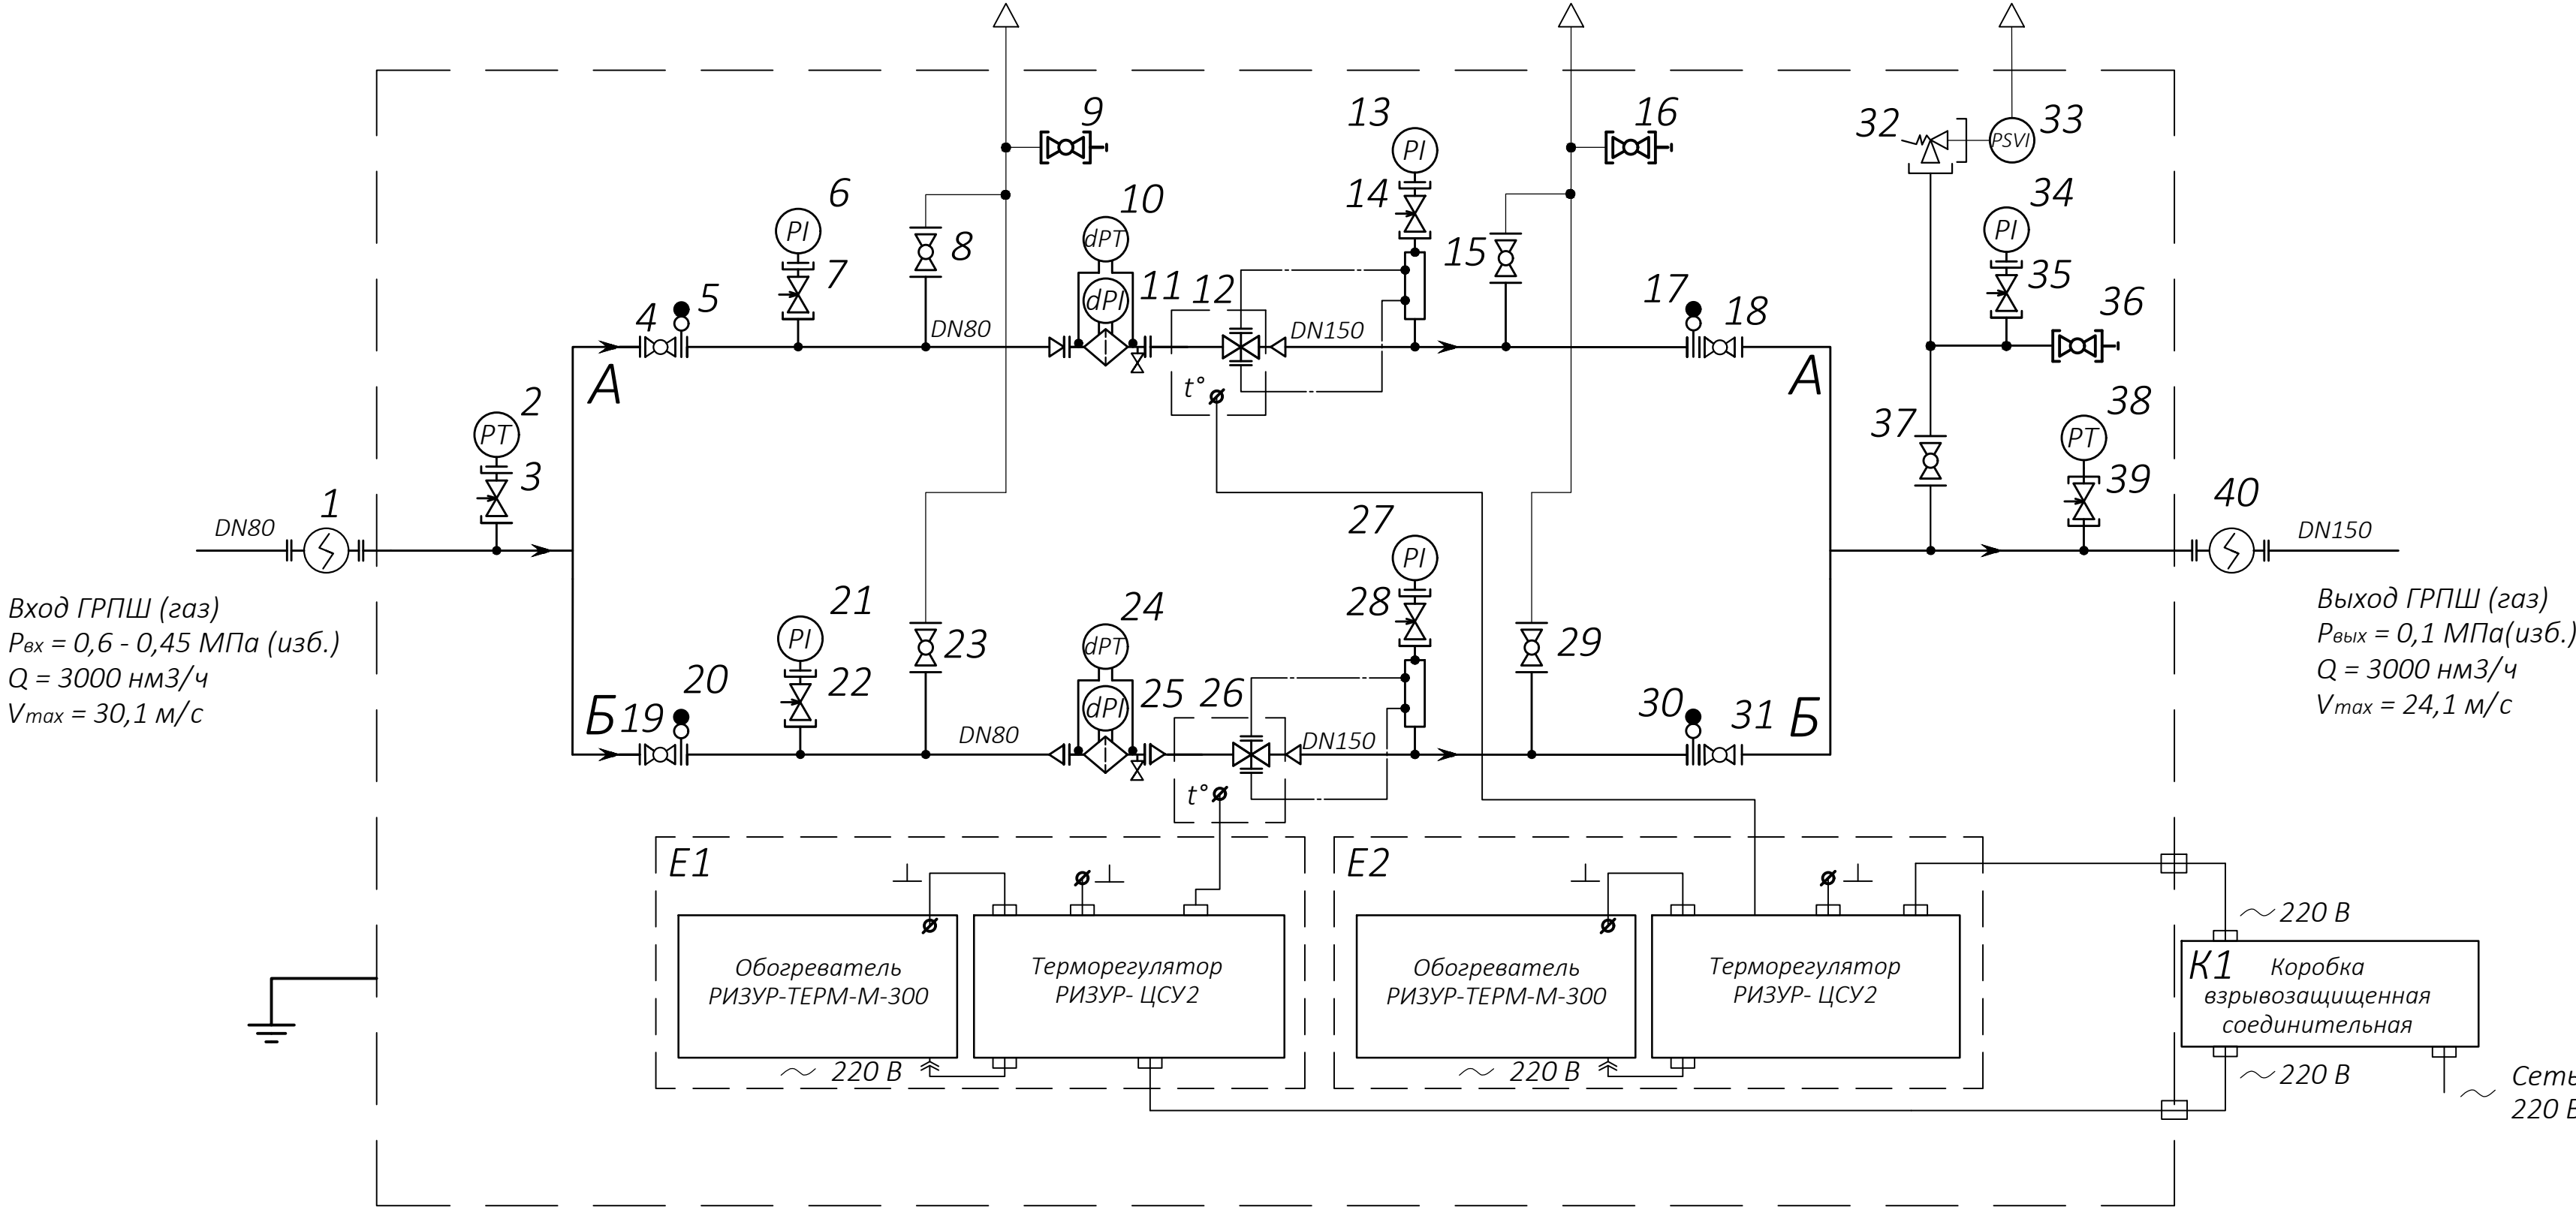 9
13
PI
14
16
32
PSVI
33
6
PI
7
8
10
dPT
dPI
11
12
15
17
18
34
PI
35
36
4
5
DN80
DN150
А
t°
А
2
PT
3
37
38
PT
39
1
DN80
40
DN150
27
PI
28
Вход ГРПШ (газ)
Рвх = 0,6 - 0,45 МПа (изб.)
Q = 3000 нм3/ч
Vmax = 30,1 м/с
Выход ГРПШ (газ)
Рвых = 0,1 МПа(изб.)
Q = 3000 нм3/ч
Vmax = 24,1 м/с
21
PI
22
23
24
dPT
dPI
25
26
29
30
31
Б
Б
19
20
DN80
DN150
t°
E1
Обогреватель
РИЗУР-ТЕРМ-М-300
Терморегулятор
РИЗУР- ЦСУ2
220 В
E2
Обогреватель
РИЗУР-ТЕРМ-М-300
Терморегулятор
РИЗУР- ЦСУ2
220 В
220 В
К1 Коробка
взрывозащищенная
соединительная
220 В
Сеть
220 В